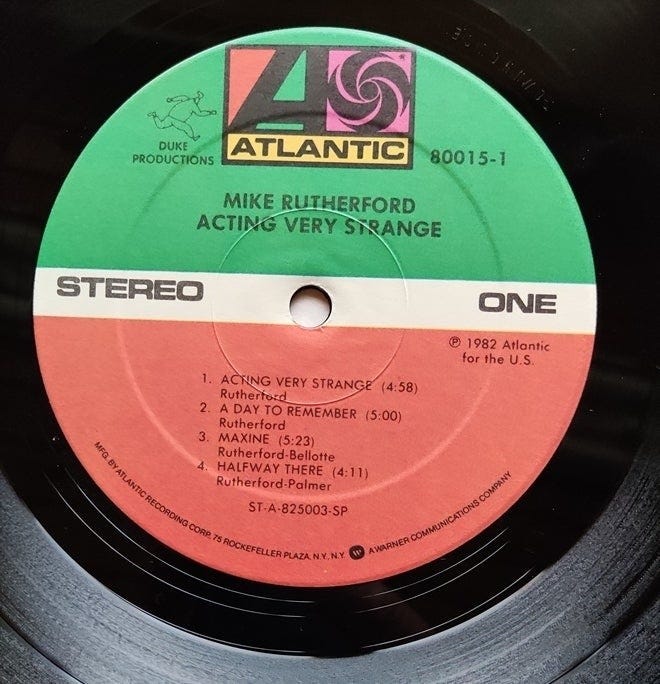 ATLANTIC
DUKE
PRODUCTIONS
80015-1
MIKE RUTHERFORD
ACTING VERY STRANGE
STEREO
ONE
℗ 1982 Atlantic
for the U.S.
1. ACTING VERY STRANGE (4:58)
Rutherford
2. A DAY TO REMEMBER (5:00)
Rutherford
3. MAXINE (5:23)
Rutherford-Bellotte
4. HALFWAY THERE (4:11)
Rutherford-Palmer
ST-A-825003-SP
MFG. BY ATLANTIC RECORDING CORP. 75 ROCKEFELLER PLAZA, N.Y. N.Y. A WARNER COMMUNICATIONS COMPANY